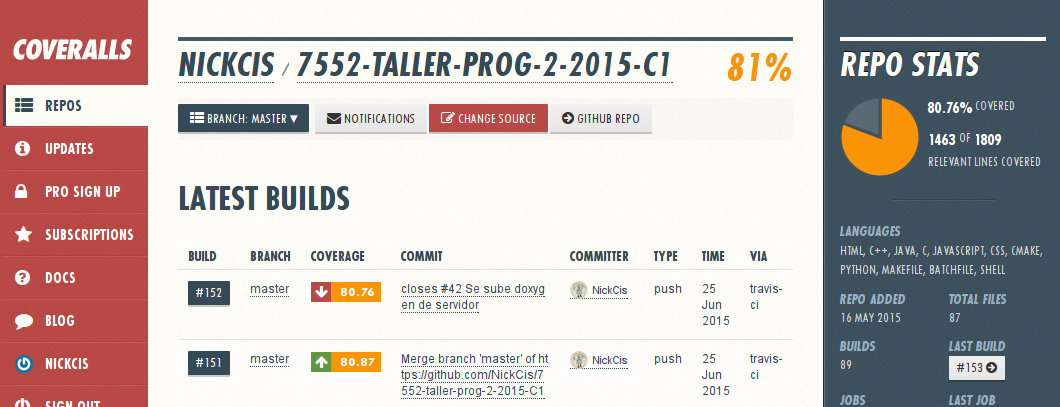 COVERALLS
REPOS
UPDATES
PRO SIGN UP
SUBSCRIPTIONS
DOCS
BLOG
NICKCIS
SIGN OUT
NICKCIS / 7552-TALLER-PROG-2-2015-C1
81%
BRANCH: MASTER ▼
NOTIFICATIONS
CHANGE SOURCE
GITHUB REPO
LATEST BUILDS
BUILD BRANCH COVERAGE COMMIT COMMITTER TYPE TIME VIA
#152 master 80.76 closes #42 Se sube doxyg NickCis push 25 travis-
en de servidor Jun ci
2015
#151 master 80.87 Merge branch 'master' of ht NickCis push 25 travis-
tps://github.com/NickCis/7 Jun ci
552-taller-prog-2-2015-C1 2015
REPO STATS
80.76% COVERED
1463 OF 1809
RELEVANT LINES COVERED
LANGUAGES
HTML, C++, JAVA, C, JAVASCRIPT, CSS, CMAKE,
PYTHON, MAKEFILE, BATCHFILE, SHELL
REPO ADDED TOTAL FILES
16 MAY 2015 87
BUILDS LAST BUILD
89 #153
JOBS LAST JOB